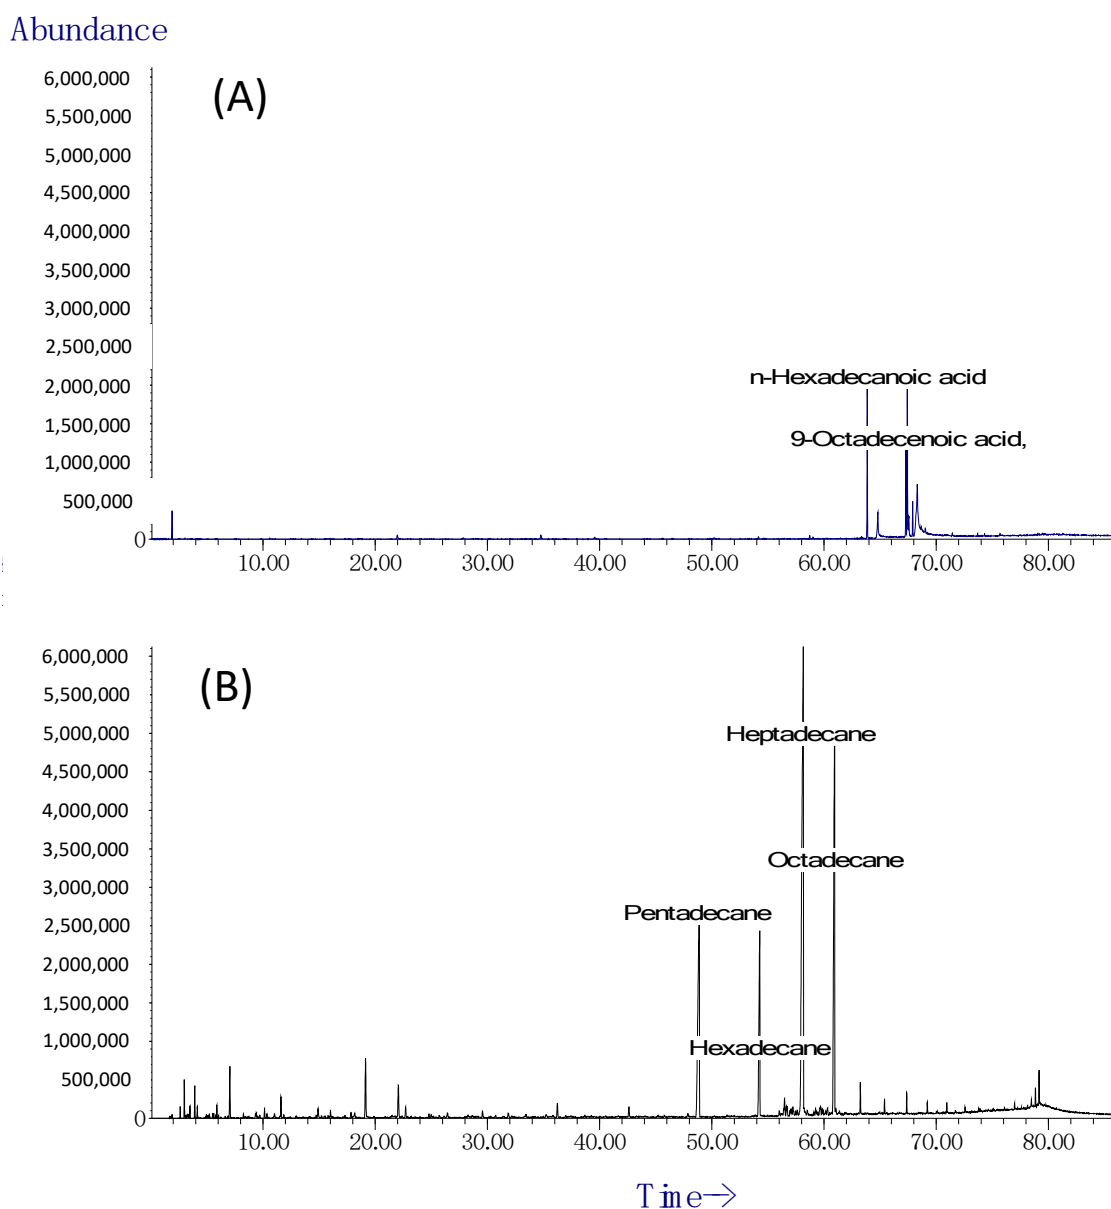 Abundance
(A)
6,000,000
5,500,000
5,000,000
4,500,000
4,000,000
3,500,000
3,000,000
2,500,000
2,000,000
1,500,000
1,000,000
500,000
0
n-Hexadecanoic acid
9-Octadecenoic acid,
10.00 20.00 30.00 40.00 50.00 60.00 70.00 80.00
(B)
6,000,000
5,500,000
5,000,000
4,500,000
4,000,000
3,500,000
3,000,000
2,500,000
2,000,000
1,500,000
1,000,000
500,000
0
Heptadecane
Octadecane
Pentadecane
Hexadecane
10.00 20.00 30.00 40.00 50.00 60.00 70.00 80.00
Time→